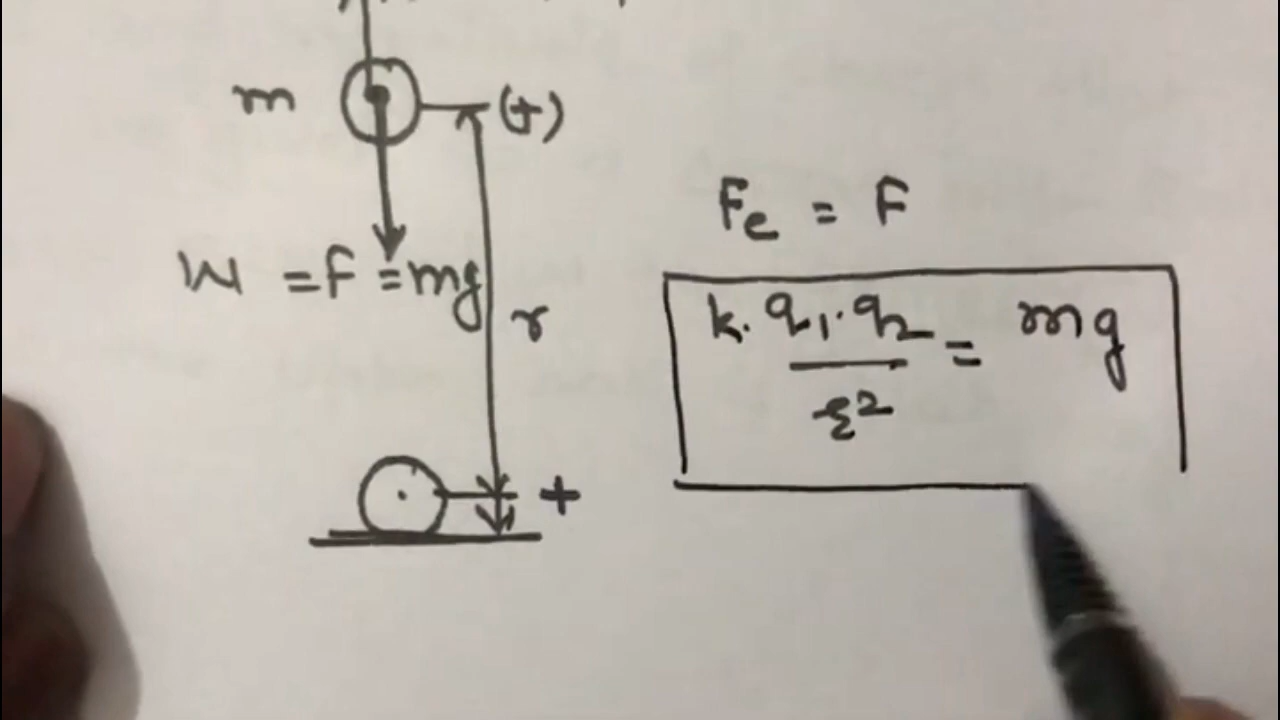 m
(+)
W = F = mg
r
+
Fe = F
k. q1. q2 / r2 = mg